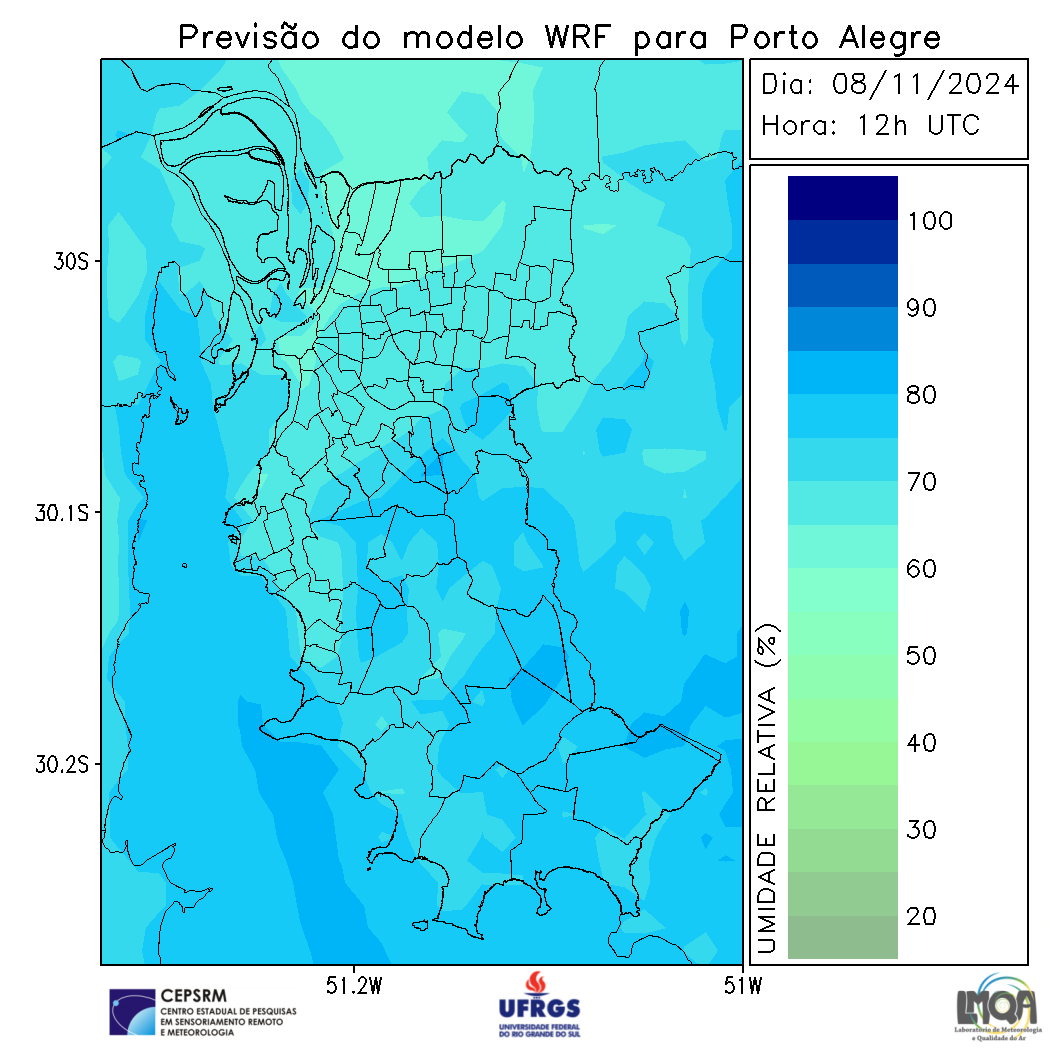 Previsão do modelo WRF para Porto Alegre
Dia: 08/11/2024
Hora: 12h UTC
30S
30.1S
30.2S
51.2W
51W
UMIDADE RELATIVA (%)
100
90
80
70
60
50
40
30
20
CEPSRM
CENTRO ESTADUAL DE PESQUISAS
EM SENSORIAMENTO REMOTO
E METEOROLOGIA
UFRGS
UNIVERSIDADE FEDERAL
DO RIO GRANDE DO SUL
LMQA
Laboratório de Meteorologia
e Qualidade do Ar